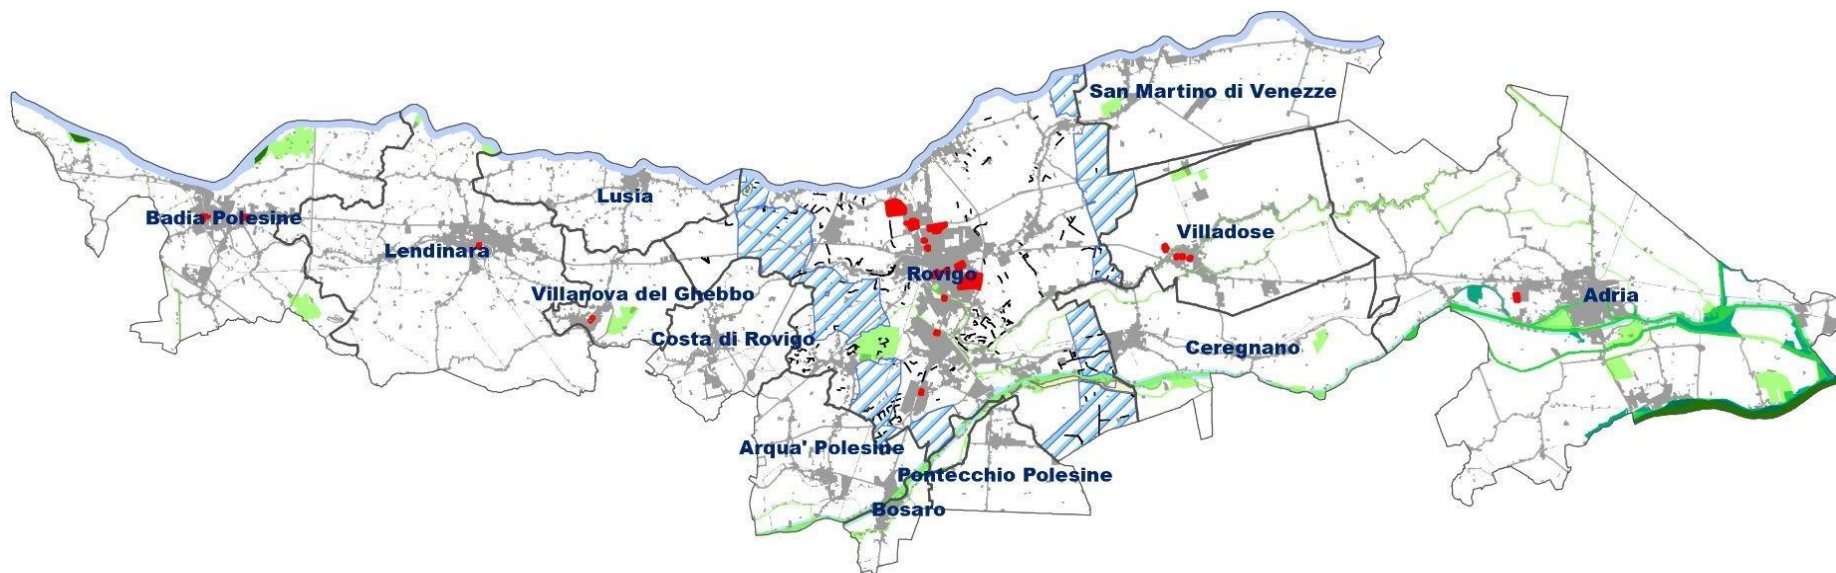 San Martino di Venezze
Lusia
Badia Polesine
Villadose
Lendinara
Rovigo
Villanova del Ghebbo
Adria
Costa di Rovigo
Ceregnano
Arqua' Polesine
Pontecchio Polesine
Bosaro